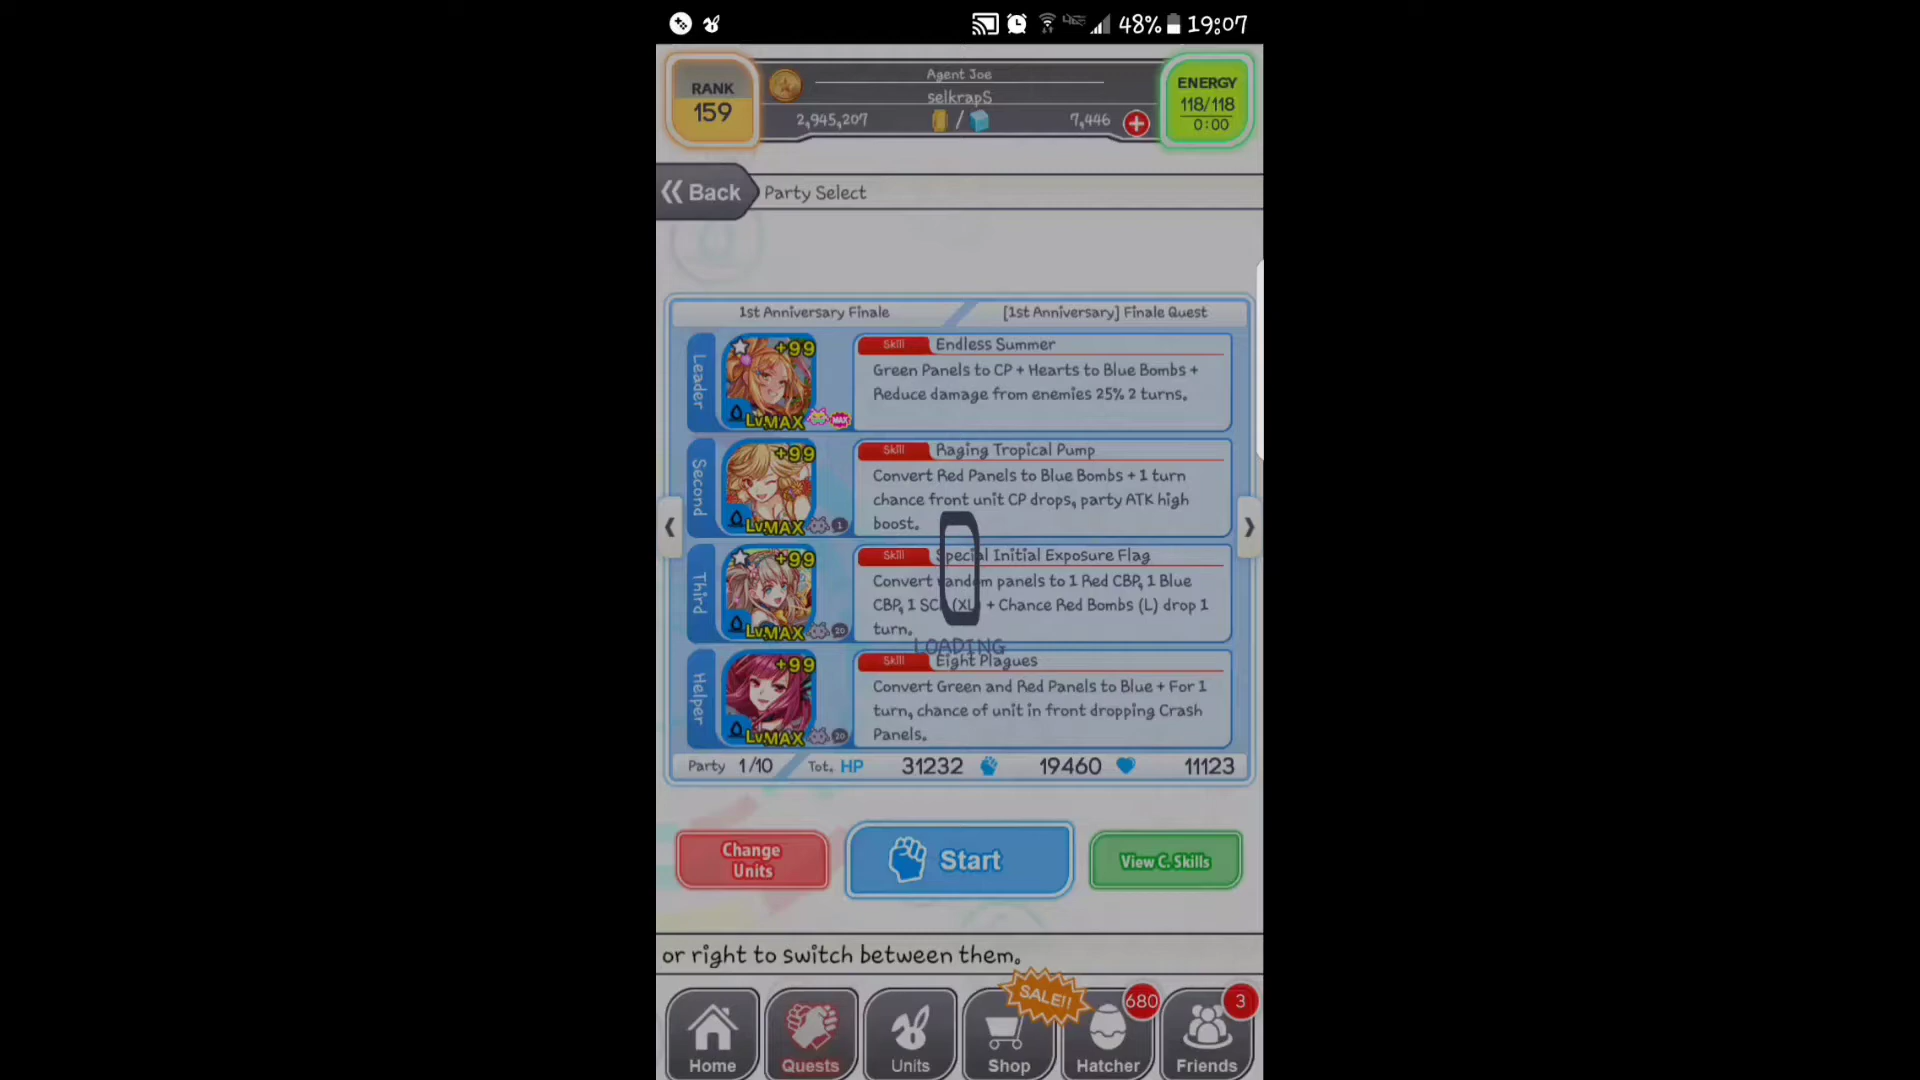 48% 19:07
RANK
159
Agent Joe
selkrapS
2,945,207 / 7,446
ENERGY
118/118
0:00
Back Party Select
1st Anniversary Finale [1st Anniversary] Finale Quest
Leader +99 LvMAX MAX
Skill Endless Summer
Green Panels to CP + Hearts to Blue Bombs +
Reduce damage from enemies 25% 2 turns.
Second +99 LvMAX 1
Skill Raging Tropical Pump
Convert Red Panels to Blue Bombs + 1 turn
chance front unit CP drops, party ATK high
boost.
Third +99 LvMAX 20
Skill Special Initial Exposure Flag
Convert random panels to 1 Red CBP, 1 Blue
CBP, 1 (XL) + Chance Red Bombs (L) drop 1
turn.
LOADING
Helper +99 LvMAX 20
Skill Eight Plagues
Convert Green and Red Panels to Blue + For 1
turn, chance of unit in front dropping Crash
Panels.
Party 1/10 Tot. HP 31232 19460 11123
Change
Units
Start
View C. Skills
or right to switch between them.
SALE!!
680
3
Home Quests Units Shop Hatcher Friends